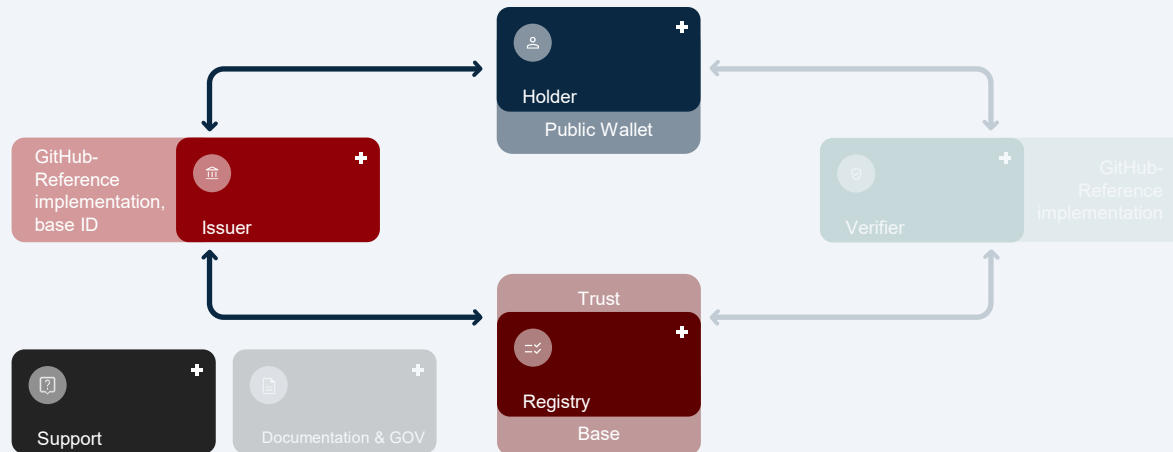 Holder
Public Wallet
GitHub-
Reference
implementation,
base ID
Issuer
Verifier
GitHub-
Reference
implementation
Trust
Registry
Base
Support
Documentation & GOV